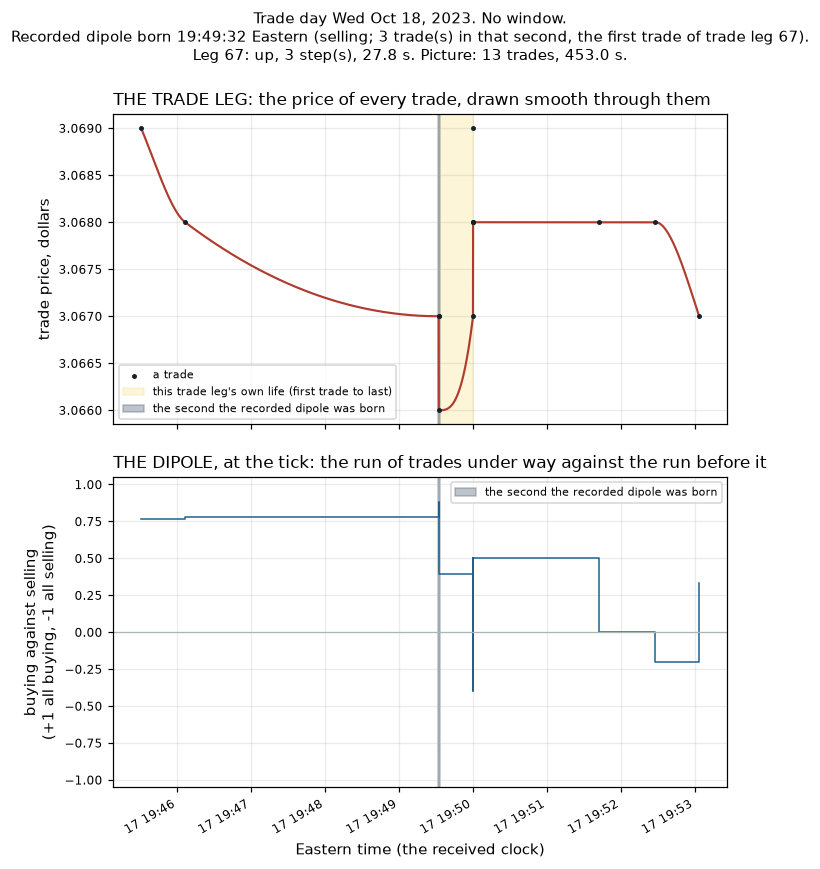 Trade day Wed Oct 18, 2023. No window.
Recorded dipole born 19:49:32 Eastern (selling; 3 trade(s) in that second, the first trade of trade leg 67).
Leg 67: up, 3 step(s), 27.8 s. Picture: 13 trades, 453.0 s.
THE TRADE LEG: the price of every trade, drawn smooth through them
trade price, dollars
3.0690
3.0685
3.0680
3.0675
3.0670
3.0665
3.0660
a trade
this trade leg's own life (first trade to last)
the second the recorded dipole was born
THE DIPOLE, at the tick: the run of trades under way against the run before it
buying against selling
(+1 all buying, -1 all selling)
1.00
0.75
0.50
0.25
0.00
−0.25
−0.50
−0.75
−1.00
the second the recorded dipole was born
17 19:46
17 19:47
17 19:48
17 19:49
17 19:50
17 19:51
17 19:52
17 19:53
Eastern time (the received clock)